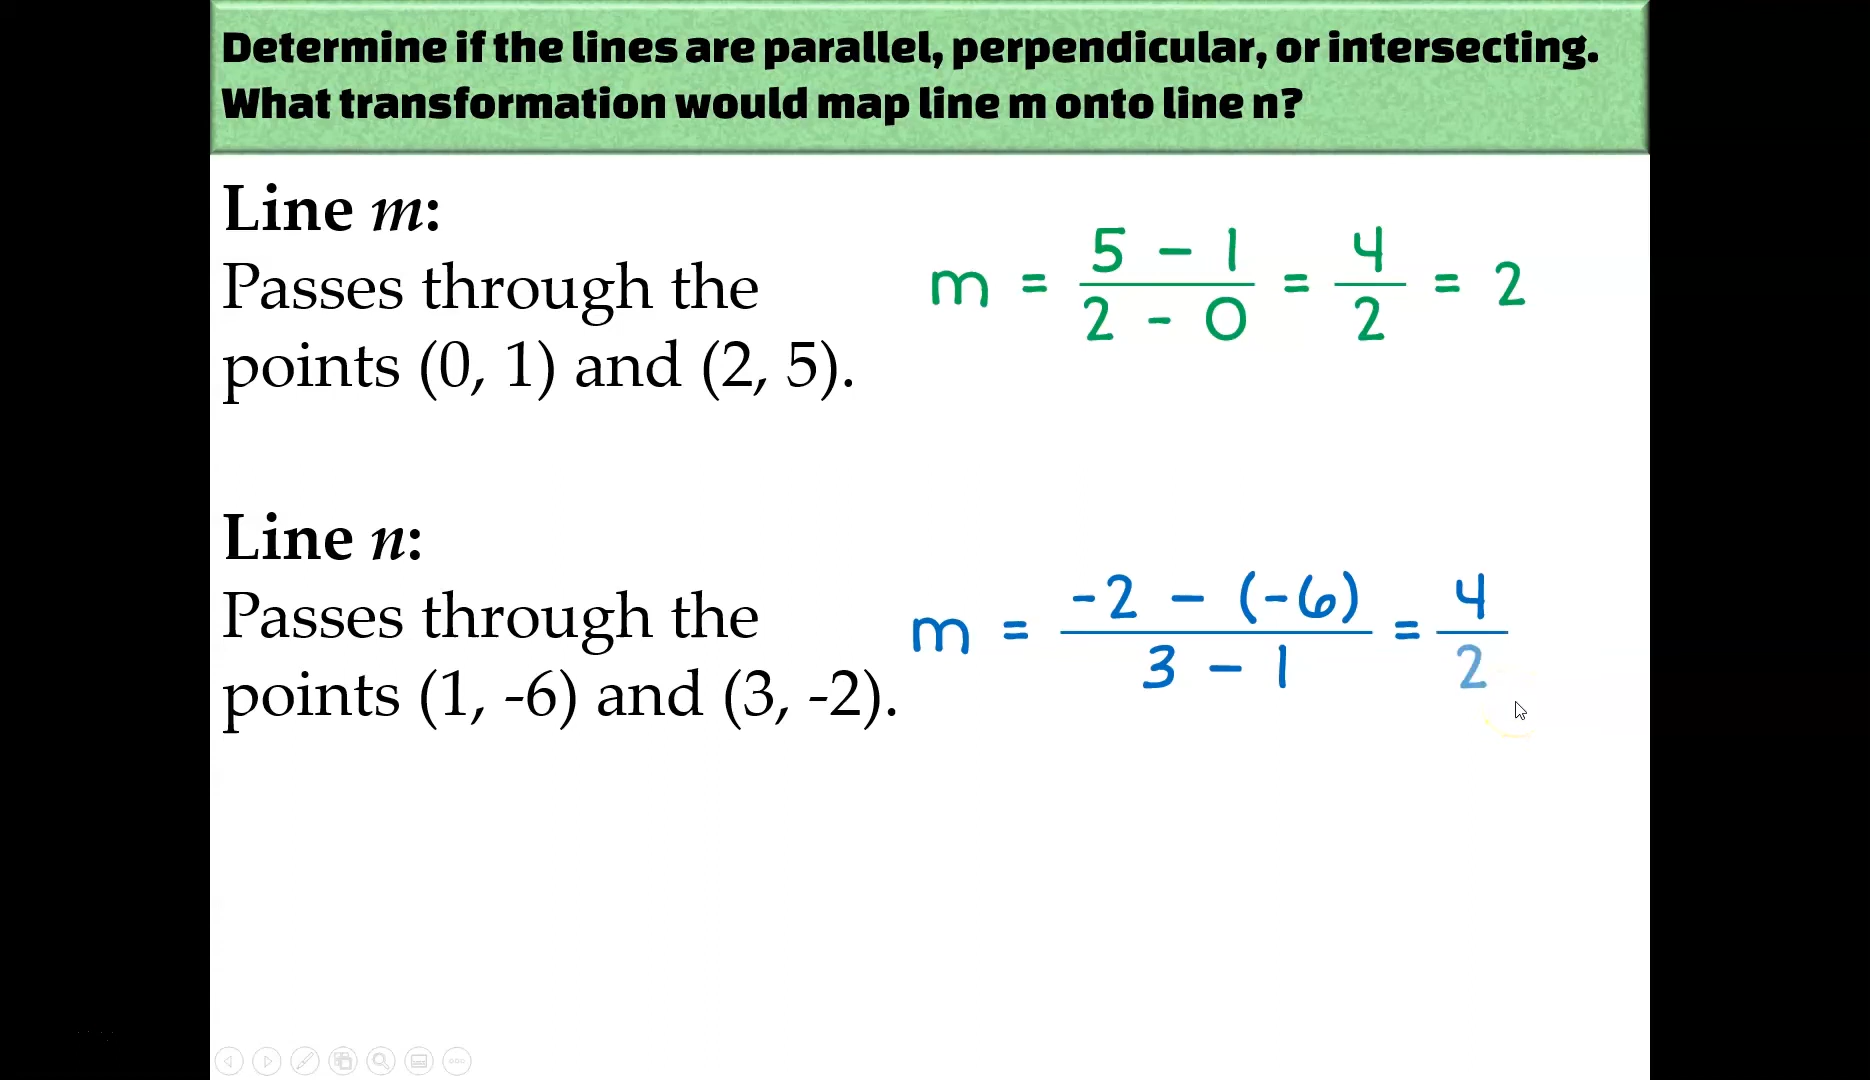 Determine if the lines are parallel, perpendicular, or intersecting.
What transformation would map line m onto line n?
Line m:
Passes through the
points (0, 1) and (2, 5).
m = 5 - 1 / 2 - 0 = 4 / 2 = 2
Line n:
Passes through the
points (1, -6) and (3, -2).
m = -2 - (-6) / 3 - 1 = 4 / 2